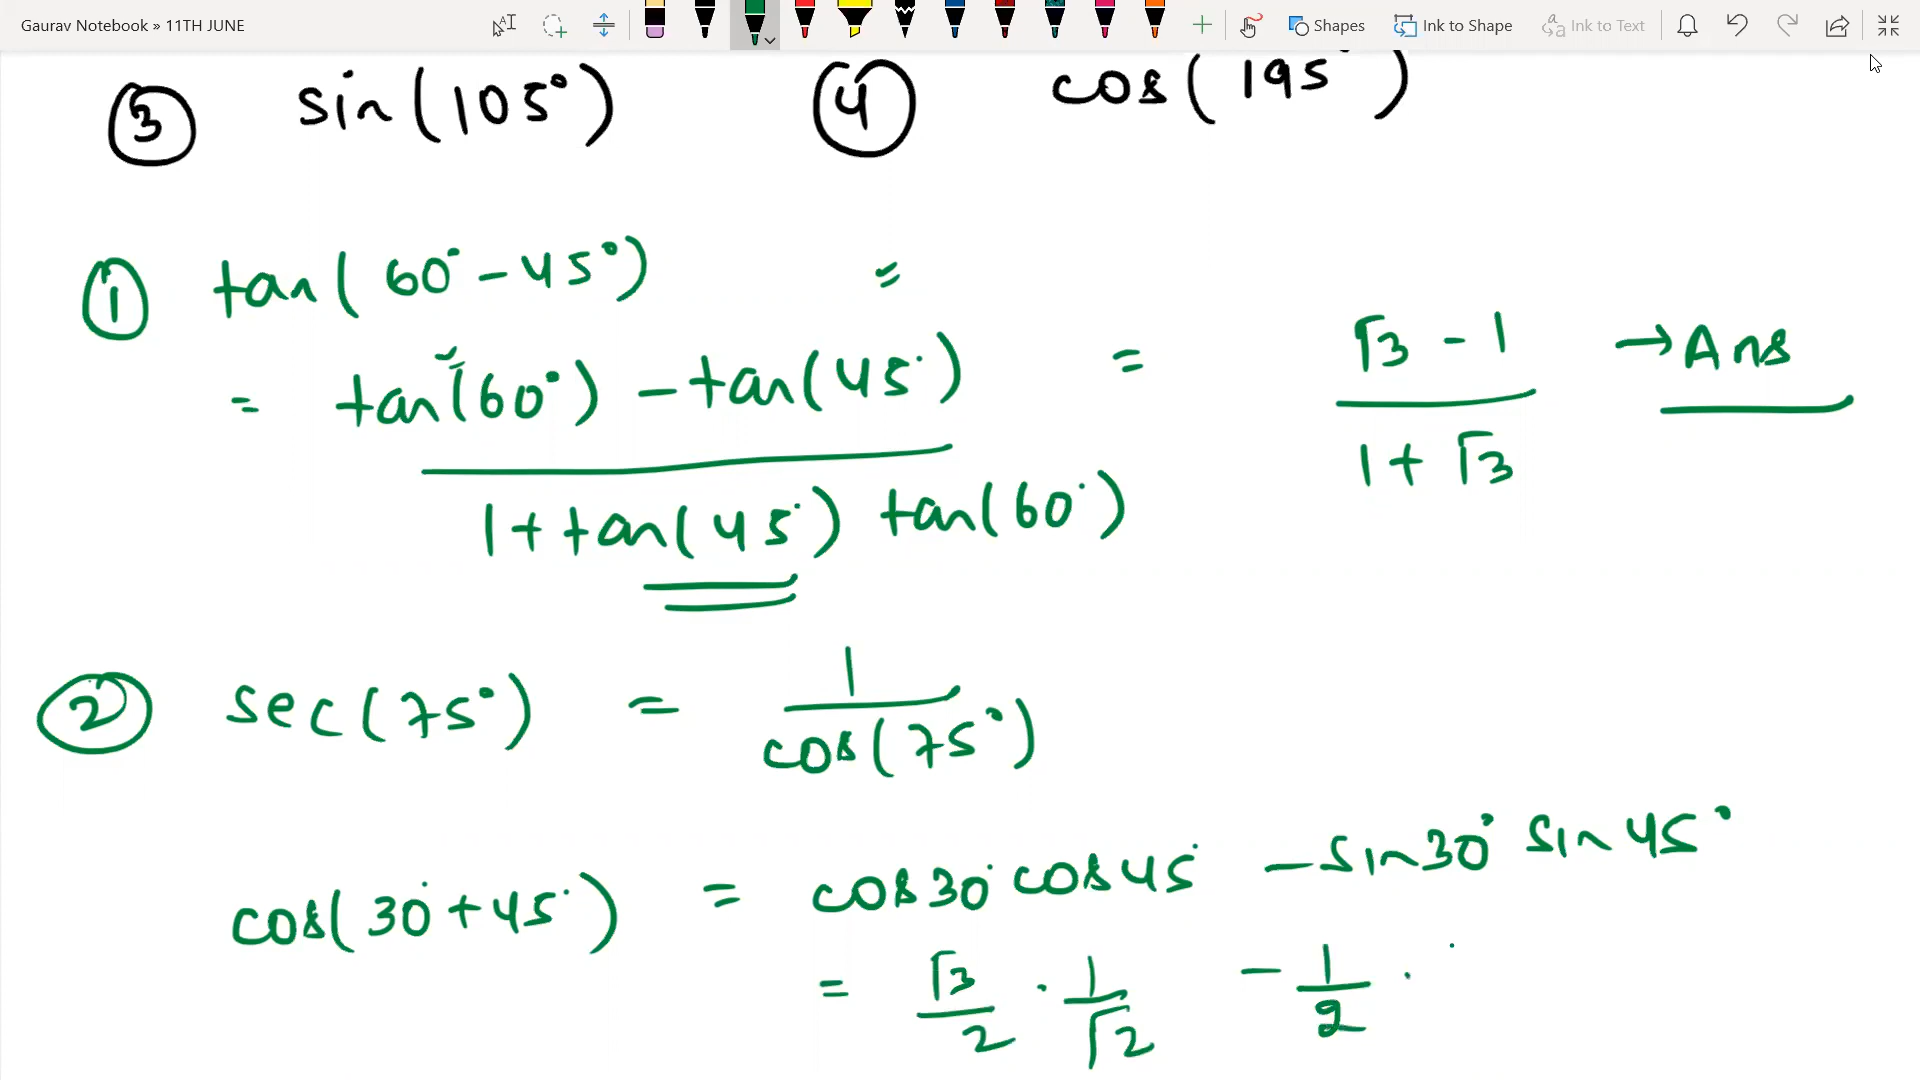 Gaurav Notebook » 11TH JUNE Shapes Ink to Shape Ink to Text
③ sin(105°) ④ cos(195°)
① tan(60° - 45°) =
= tan(60°) - tan(45°) / 1 + tan(45°) tan(60°) = √3 - 1 / 1 + √3 → Ans
② sec(75°) = 1 / cos(75°)
cos(30° + 45°) = cos30° cos45° - sin30° sin45°
= √3/2 · 1/√2 - 1/2 ·